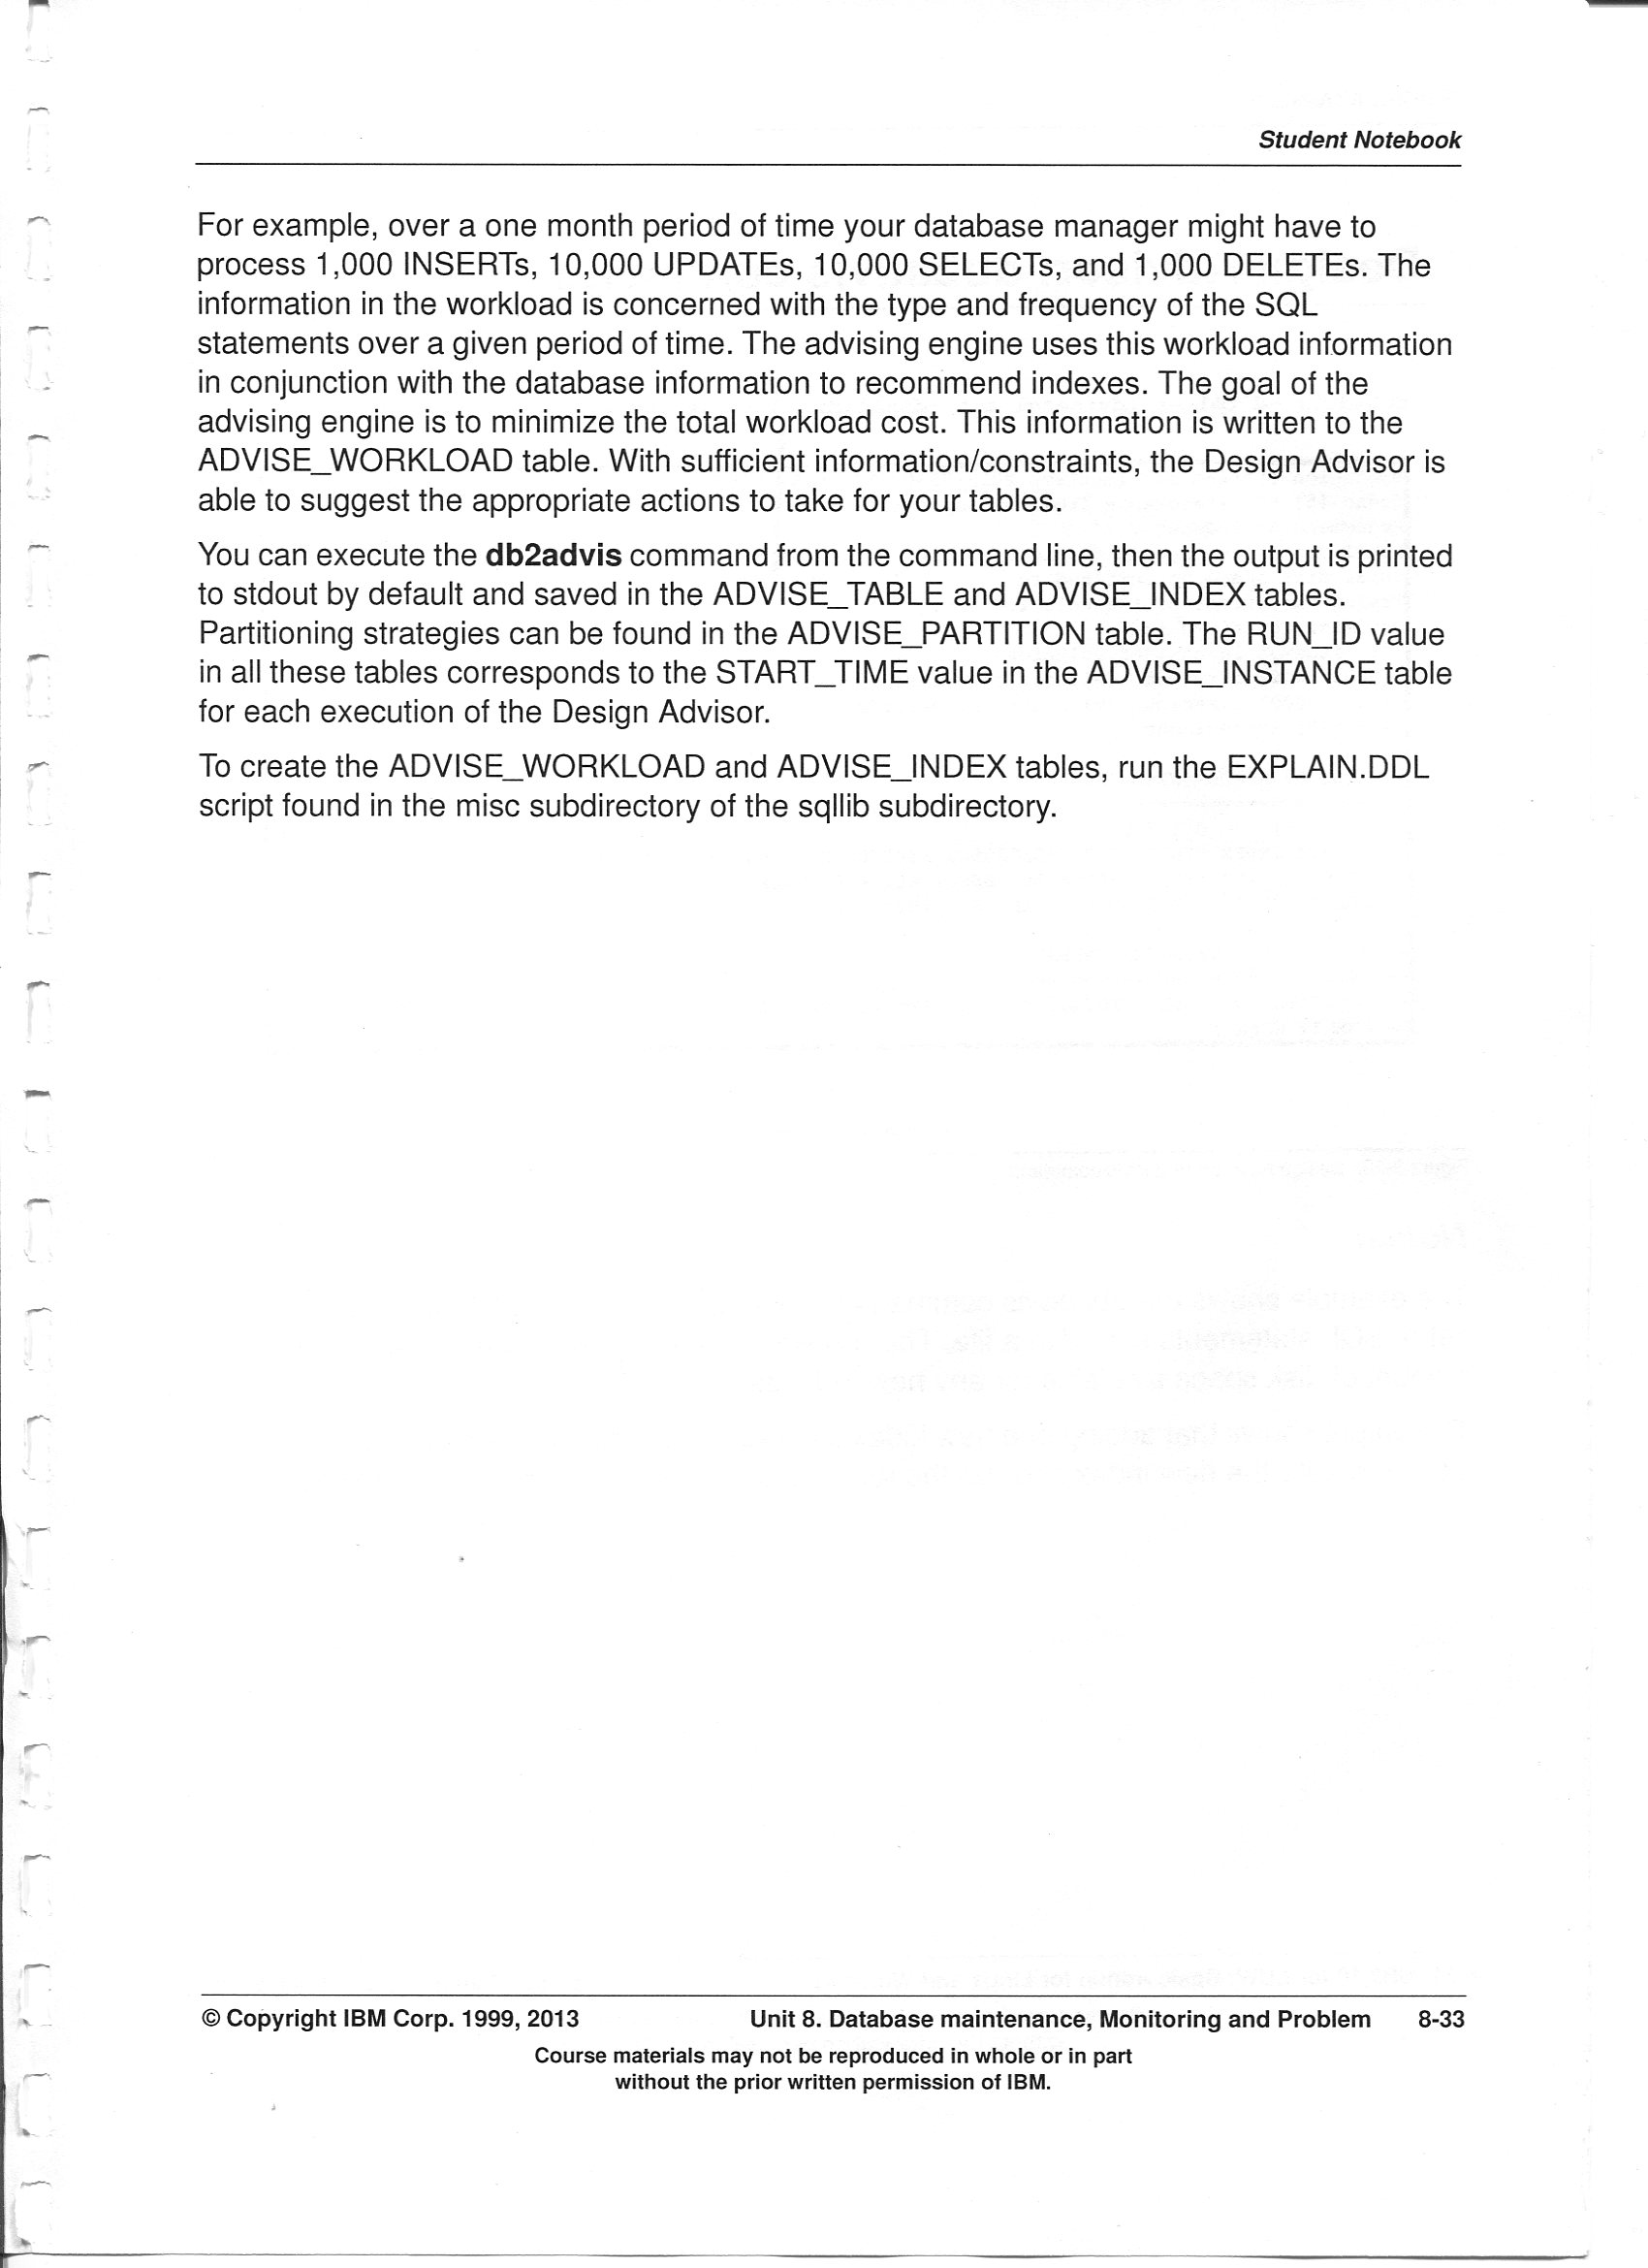 Student Notebook
For example, over a one month period of time your database manager might have to
process 1,000 INSERTs, 10,000 UPDATEs, 10,000 SELECTs, and 1,000 DELETEs. The
information in the workload is concerned with the type and frequency of the SQL
statements over a given period of time. The advising engine uses this workload information
in conjunction with the database information to recommend indexes. The goal of the
advising engine is to minimize the total workload cost. This information is written to the
ADVISE_WORKLOAD table. With sufficient information/constraints, the Design Advisor is
able to suggest the appropriate actions to take for your tables.
You can execute the db2advis command from the command line, then the output is printed
to stdout by default and saved in the ADVISE_TABLE and ADVISE_INDEX tables.
Partitioning strategies can be found in the ADVISE_PARTITION table. The RUN_ID value
in all these tables corresponds to the START_TIME value in the ADVISE_INSTANCE table
for each execution of the Design Advisor.
To create the ADVISE_WORKLOAD and ADVISE_INDEX tables, run the EXPLAIN.DDL
script found in the misc subdirectory of the sqllib subdirectory.
© Copyright IBM Corp. 1999, 2013 Unit 8. Database maintenance, Monitoring and Problem 8-33
Course materials may not be reproduced in whole or in part
without the prior written permission of IBM.